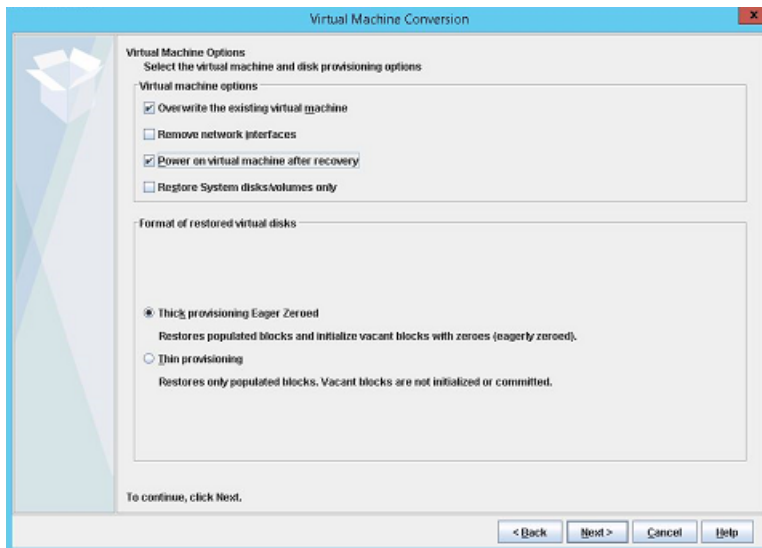 Virtual Machine Conversion
x
Virtual Machine Options
Select the virtual machine and disk provisioning options
Virtual machine options
Overwrite the existing virtual machine
Remove network interfaces
Power on virtual machine after recovery
Restore System disks/volumes only
Format of restored virtual disks
Thick provisioning Eager Zeroed
Restores populated blocks and initialize vacant blocks with zeroes (eagerly zeroed).
Thin provisioning
Restores only populated blocks. Vacant blocks are not initialized or committed.
To continue, click Next.
< Back Next > Cancel Help